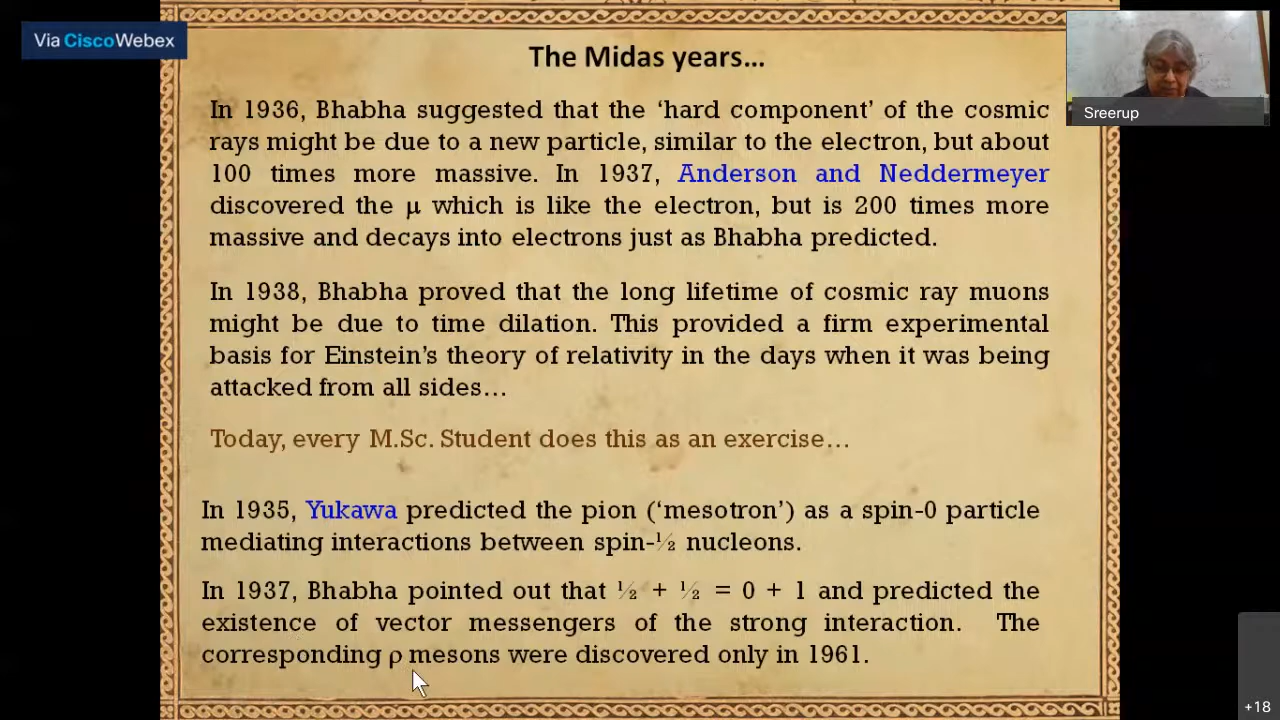 Via CiscoWebex
The Midas years...
Sreerup
In 1936, Bhabha suggested that the ‘hard component’ of the cosmic
rays might be due to a new particle, similar to the electron, but about
100 times more massive. In 1937, Anderson and Neddermeyer
discovered the μ which is like the electron, but is 200 times more
massive and decays into electrons just as Bhabha predicted.
In 1938, Bhabha proved that the long lifetime of cosmic ray muons
might be due to time dilation. This provided a firm experimental
basis for Einstein’s theory of relativity in the days when it was being
attacked from all sides…
Today, every M.Sc. Student does this as an exercise…
In 1935, Yukawa predicted the pion (‘mesotron’) as a spin-0 particle
mediating interactions between spin-½ nucleons.
In 1937, Bhabha pointed out that ½ + ½ = 0 + 1 and predicted the
existence of vector messengers of the strong interaction. The
corresponding ρ mesons were discovered only in 1961.
+18